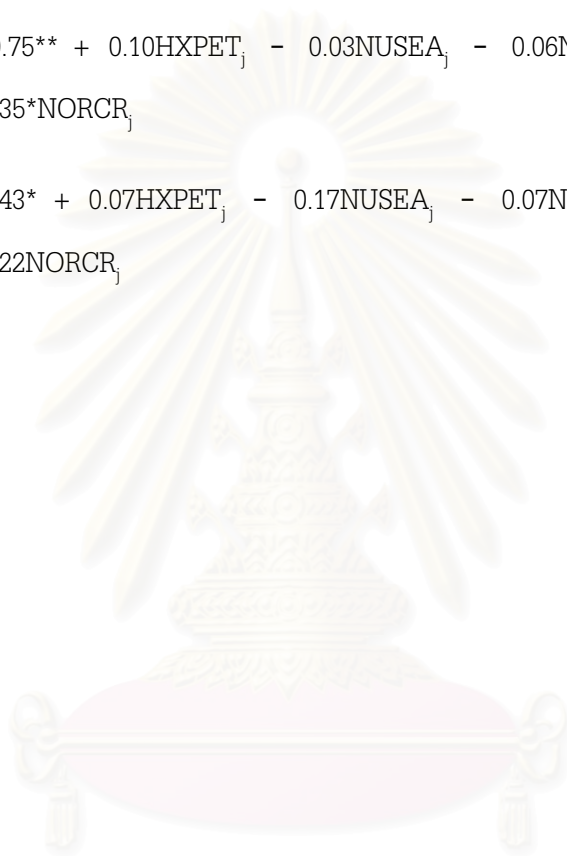 .75** + 0.10HXPETⱼ - 0.03NUSEAⱼ - 0.06N
35*NORCRⱼ
43* + 0.07HXPETⱼ - 0.17NUSEAⱼ - 0.07N
22NORCRⱼ